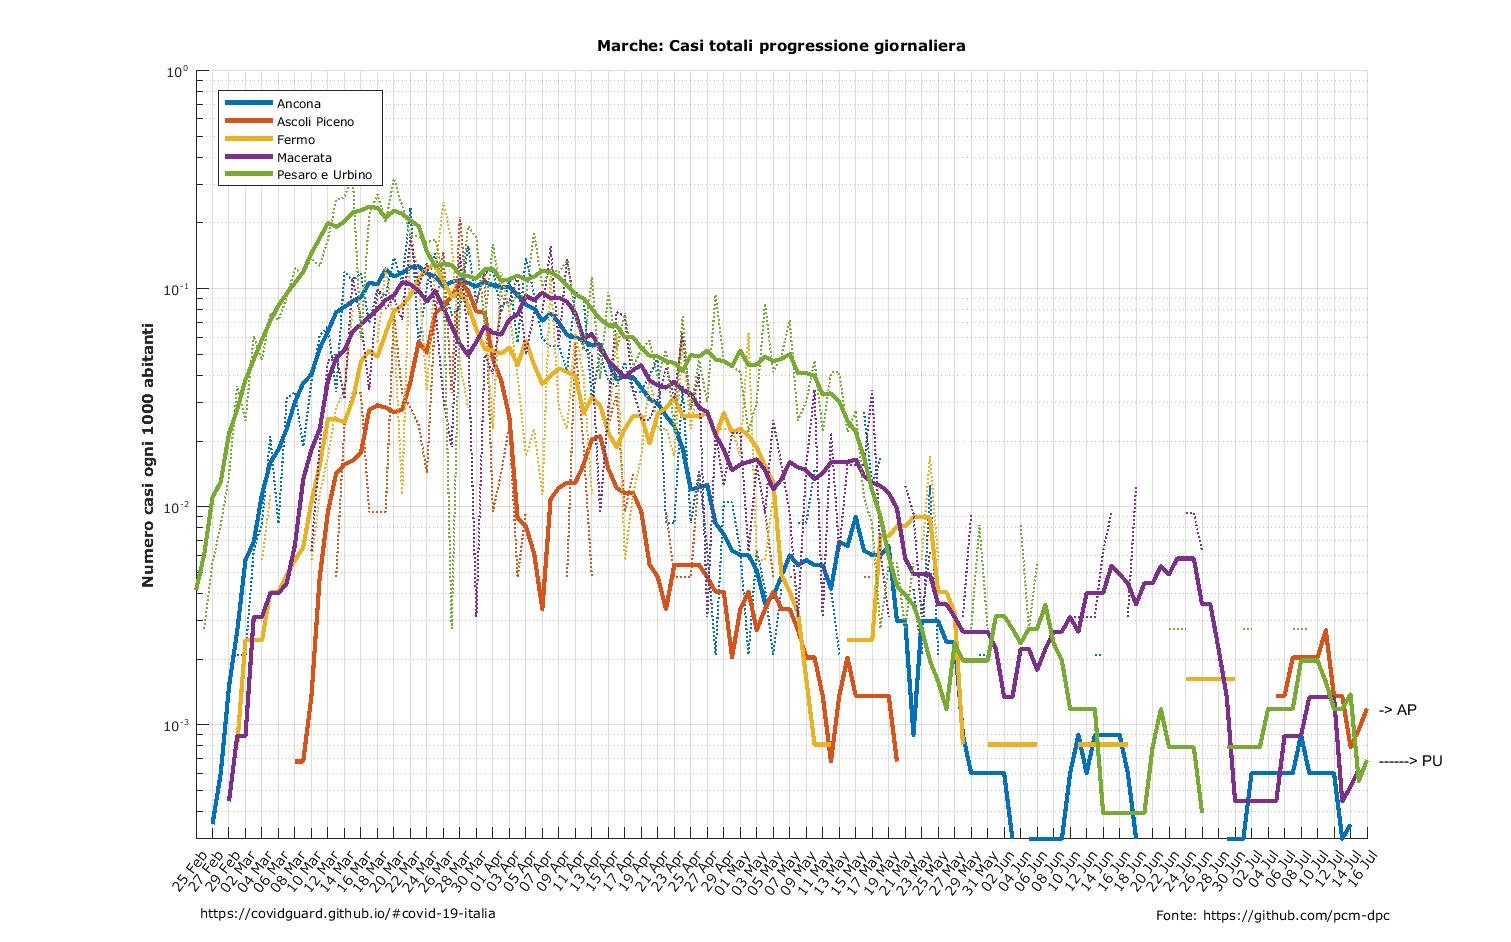 Marche: Casi totali progressione giornaliera
10⁰
10⁻¹
10⁻²
10⁻³
Numero casi ogni 1000 abitanti
Ancona
Ascoli Piceno
Fermo
Macerata
Pesaro e Urbino
-> AP
------> PU
25 Feb
27 Feb
29 Feb
02 Mar
04 Mar
06 Mar
08 Mar
10 Mar
12 Mar
14 Mar
16 Mar
18 Mar
20 Mar
22 Mar
24 Mar
26 Mar
28 Mar
30 Mar
01 Apr
03 Apr
05 Apr
07 Apr
09 Apr
11 Apr
13 Apr
15 Apr
17 Apr
19 Apr
21 Apr
23 Apr
25 Apr
27 Apr
29 Apr
01 May
03 May
05 May
07 May
09 May
11 May
13 May
15 May
17 May
19 May
21 May
23 May
25 May
27 May
29 May
31 May
02 Jun
04 Jun
06 Jun
08 Jun
10 Jun
12 Jun
14 Jun
16 Jun
18 Jun
20 Jun
22 Jun
24 Jun
26 Jun
28 Jun
30 Jun
02 Jul
04 Jul
06 Jul
08 Jul
10 Jul
12 Jul
14 Jul
16 Jul
https://covidguard.github.io/#covid-19-italia
Fonte: https://github.com/pcm-dpc